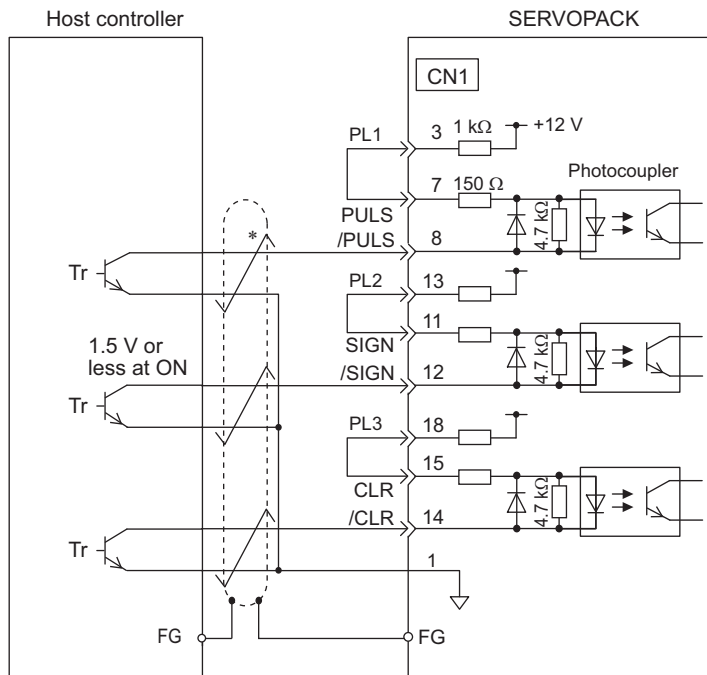 Host controller
SERVOPACK
CN1
PL1
3
1 kΩ
+12 V
Photocoupler
7
150 Ω
PULS
/PULS
8
4.7 kΩ
*
Tr
PL2
13
11
SIGN
1.5 V or
less at ON
/SIGN
12
4.7 kΩ
Tr
PL3
18
15
CLR
/CLR
14
4.7 kΩ
Tr
1
FG
FG